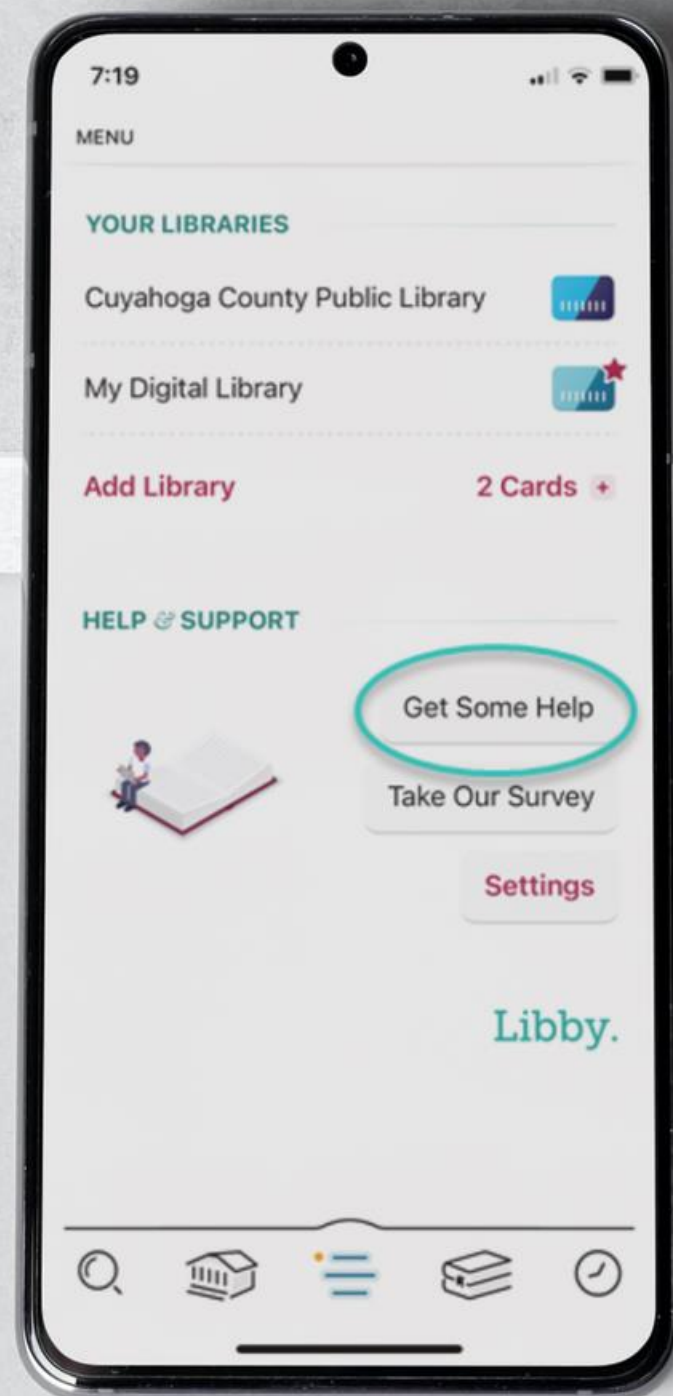 7:19
MENU
YOUR LIBRARIES
Cuyahoga County Public Library
My Digital Library
Add Library 2 Cards +
HELP & SUPPORT
Get Some Help
Take Our Survey
Settings
Libby.